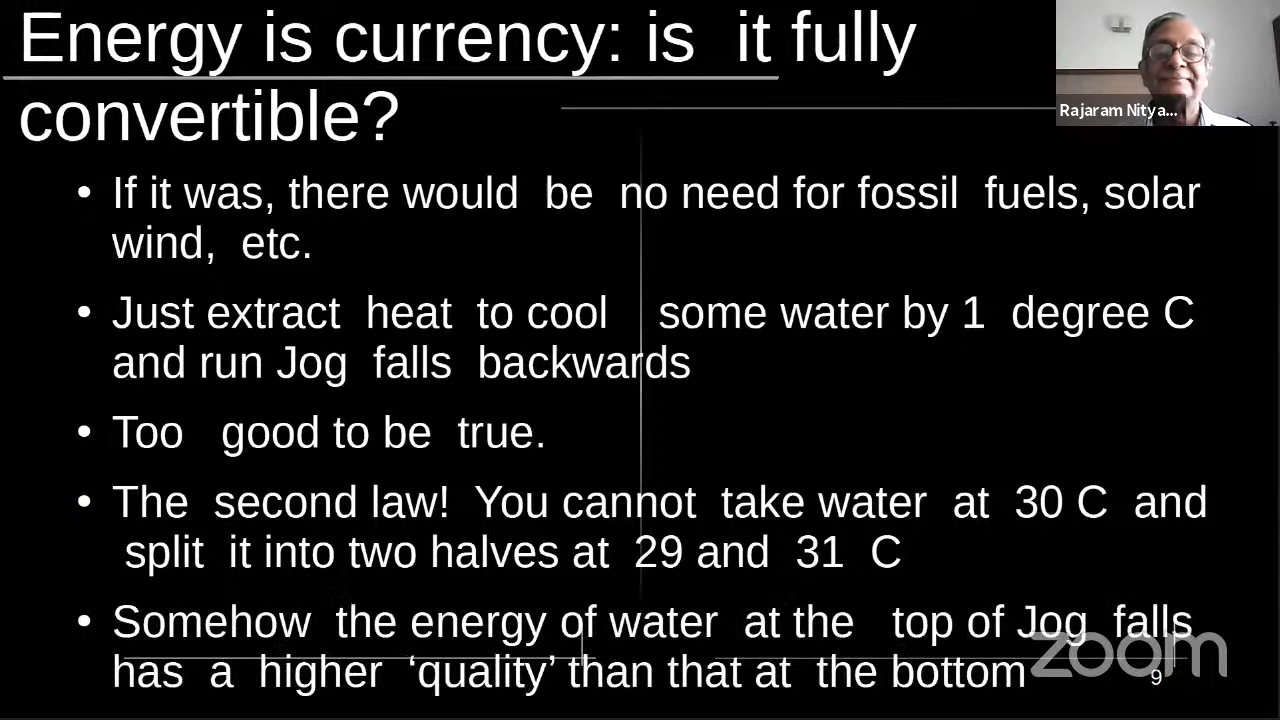 Energy is currency: is it fully
convertible?
Rajaram Nitya...
• If it was, there would be no need for fossil fuels, solar
wind, etc.
• Just extract heat to cool some water by 1 degree C
and run Jog falls backwards
• Too good to be true.
• The second law! You cannot take water at 30 C and
split it into two halves at 29 and 31 C
• Somehow the energy of water at the top of Jog falls
has a higher ‘quality’ than that at the bottom
zoom
9